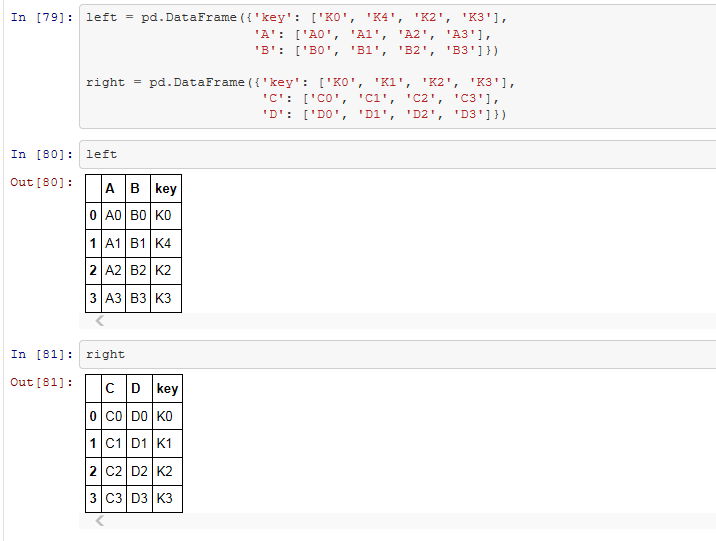 In [79]: left = pd.DataFrame({'key': ['K0', 'K4', 'K2', 'K3'],
'A': ['A0', 'A1', 'A2', 'A3'],
'B': ['B0', 'B1', 'B2', 'B3']})
right = pd.DataFrame({'key': ['K0', 'K1', 'K2', 'K3'],
'C': ['C0', 'C1', 'C2', 'C3'],
'D': ['D0', 'D1', 'D2', 'D3']})
In [80]: left
Out[80]:
A B key
0 A0 B0 K0
1 A1 B1 K4
2 A2 B2 K2
3 A3 B3 K3
In [81]: right
Out[81]:
C D key
0 C0 D0 K0
1 C1 D1 K1
2 C2 D2 K2
3 C3 D3 K3